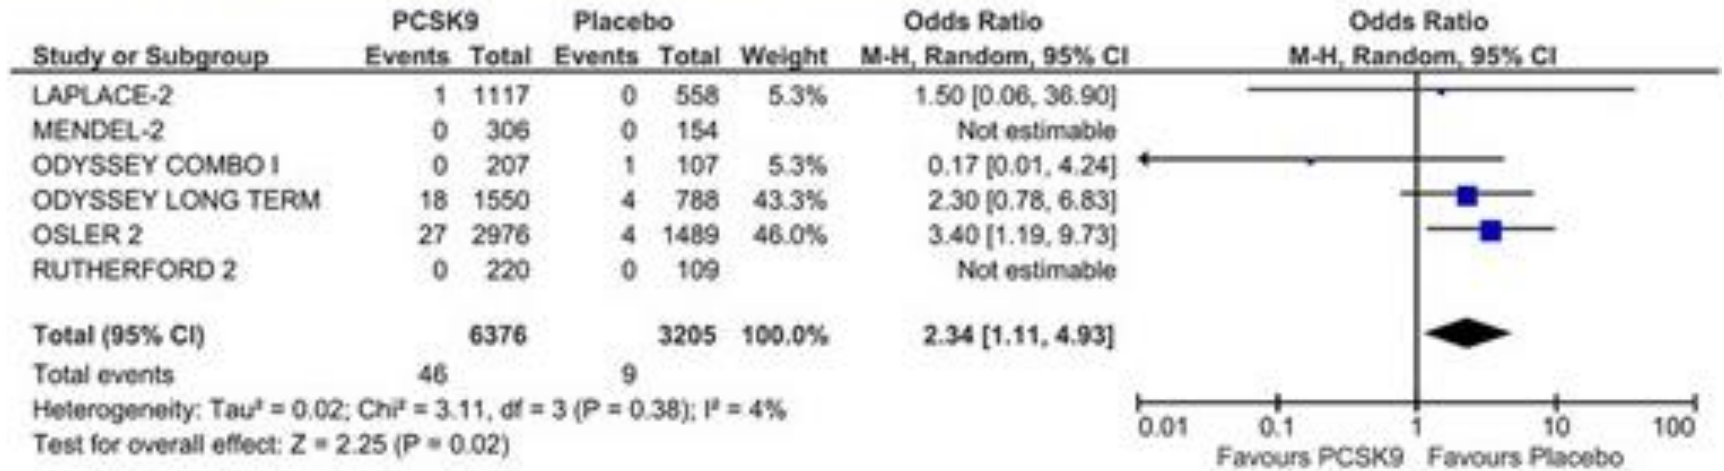 PCSK9 Placebo Odds Ratio Odds Ratio
Study or Subgroup Events Total Events Total Weight M-H, Random, 95% CI M-H, Random, 95% CI
LAPLACE-2 1 1117 0 558 5.3% 1.50 [0.06, 36.90]
MENDEL-2 0 306 0 154 Not estimable
ODYSSEY COMBO I 0 207 1 107 5.3% 0.17 [0.01, 4.24]
ODYSSEY LONG TERM 18 1550 4 788 43.3% 2.30 [0.78, 6.83]
OSLER 2 27 2976 4 1489 46.0% 3.40 [1.19, 9.73]
RUTHERFORD 2 0 220 0 109 Not estimable
Total (95% CI) 6376 3205 100.0% 2.34 [1.11, 4.93]
Total events 46 9
Heterogeneity: Tau² = 0.02; Chi² = 3.11, df = 3 (P = 0.38); I² = 4%
Test for overall effect: Z = 2.25 (P = 0.02)
0.01 0.1 1 10 100
Favours PCSK9 Favours Placebo